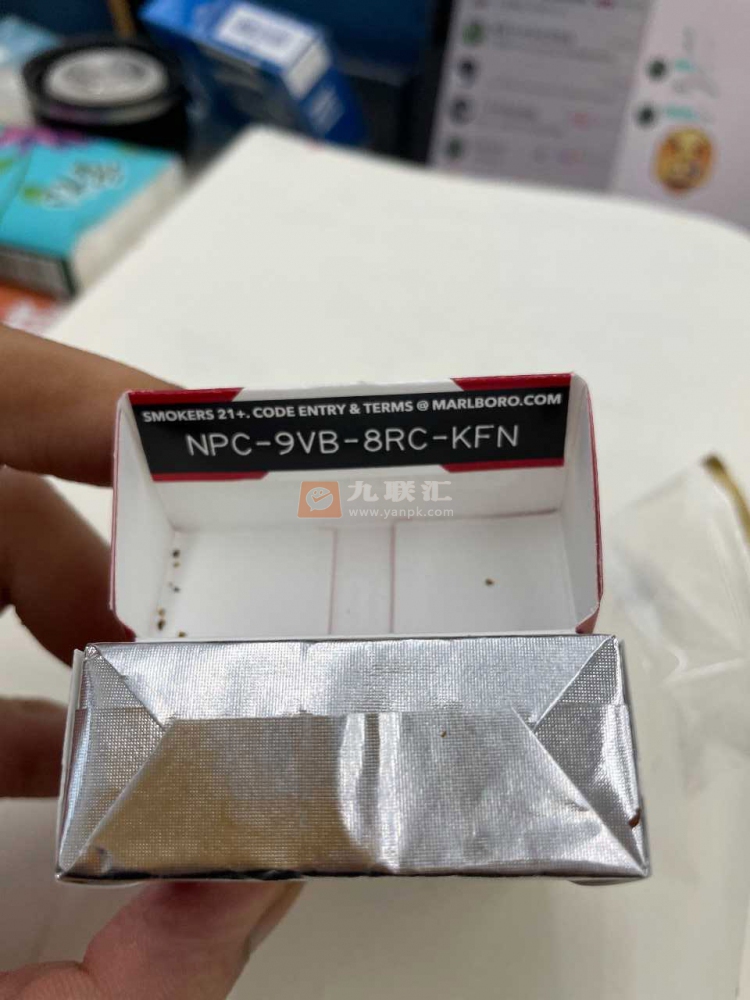 SMOKERS 21+. CODE ENTRY & TERMS @ MARLBORO.COM
NPC-9VB-8RC-KFN
九联汇
www.yanpk.com